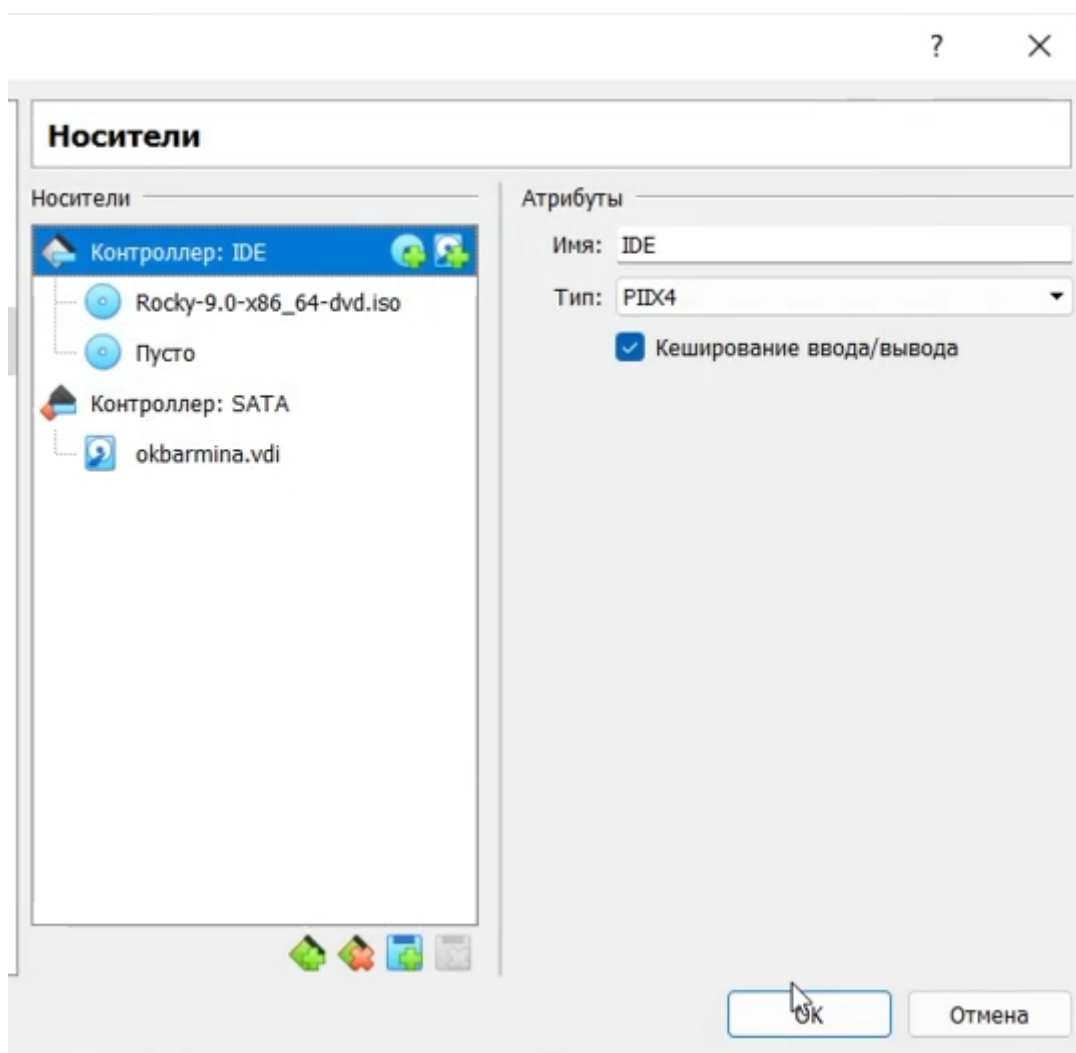 ?
Носители
Носители
Атрибуты
Контроллер: IDE
Имя: IDE
Rocky-9.0-x86_64-dvd.iso
Тип: PIIX4
Пусто
Кеширование ввода/вывода
Контроллер: SATA
okbarmina.vdi
OK
Отмена